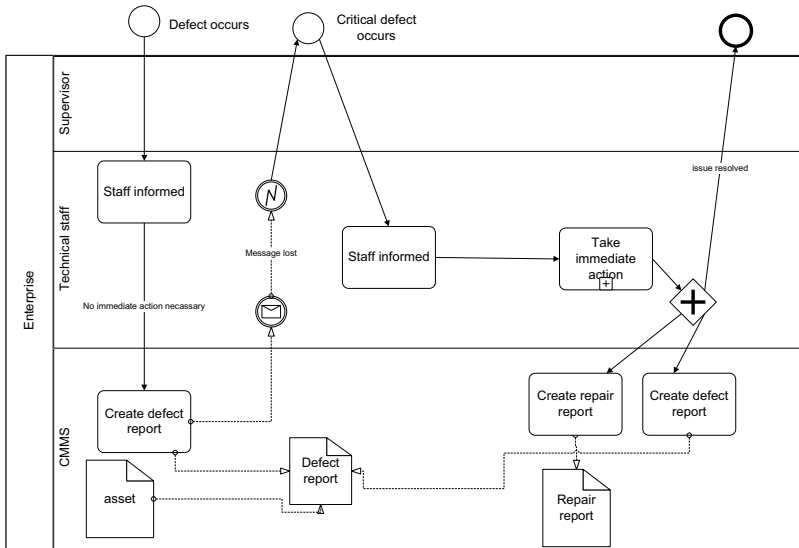 Defect occurs
Critical defect
occurs
Enterprise
Supervisor
Technical staff
CMMS
issue resolved
Staff informed
Message lost
Staff informed
Take
immediate
action
No immediate action necassary
Create defect
report
Create repair
report
Create defect
report
Defect
report
asset
Repair
report